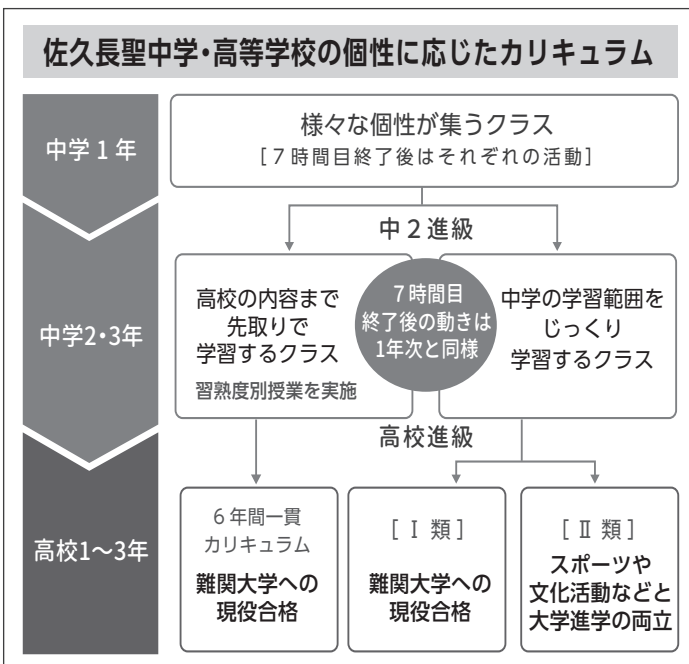 佐久長聖中学・高等学校の個性に応じたカリキュラム
中学1年
様々な個性が集うクラス
[7時間目終了後はそれぞれの活動]
中2進級
中学2・3年
高校の内容まで
先取りで
学習するクラス
習熟度別授業を実施
7時間目
終了後の動きは
1年次と同様
中学の学習範囲を
じっくり
学習するクラス
高校進級
高校1〜3年
6年間一貫
カリキュラム
難関大学への
現役合格
[Ⅰ類]
難関大学への
現役合格
[Ⅱ類]
スポーツや
文化活動などと
大学進学の両立